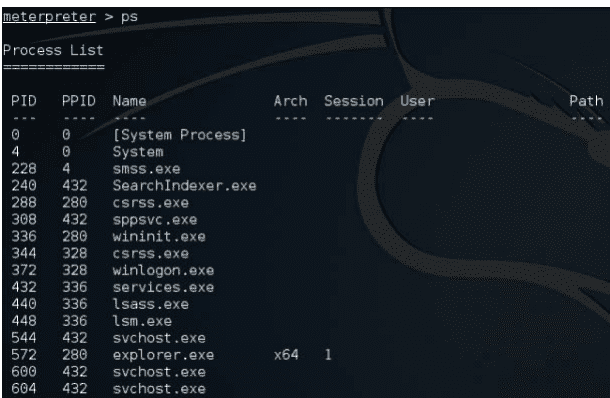 meterpreter > ps
Process List
============
PID PPID Name Arch Session User Path
--- ---- ---- ---- ------- ---- ----
0 0 [System Process]
4 0 System
228 4 smss.exe
240 432 SearchIndexer.exe
288 280 csrss.exe
308 432 sppsvc.exe
336 280 wininit.exe
344 328 csrss.exe
372 328 winlogon.exe
432 336 services.exe
440 336 lsass.exe
448 336 lsm.exe
544 432 svchost.exe
572 280 explorer.exe x64 1
600 432 svchost.exe
604 432 svchost.exe